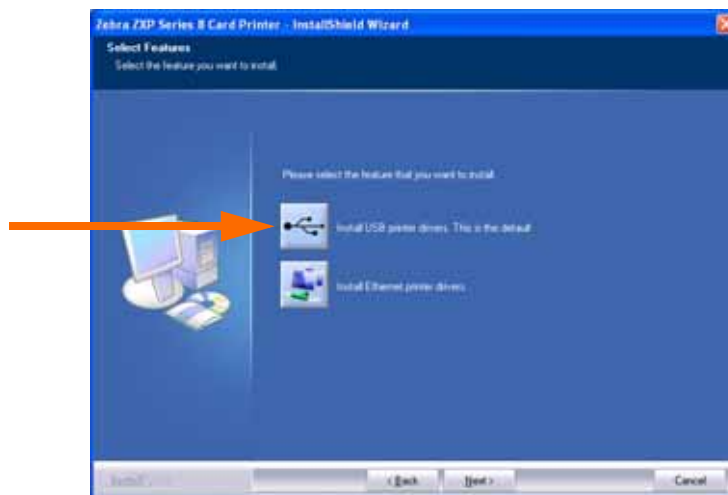 Zebra ZXP Series 8 Card Printer - InstallShield Wizard
Select Features
Select the feature you want to install.
Please select the feature that you want to install.
Install USB printer drivers. This is the default
Install Ethernet printer drivers.
InstallShield
< Back
Next >
Cancel